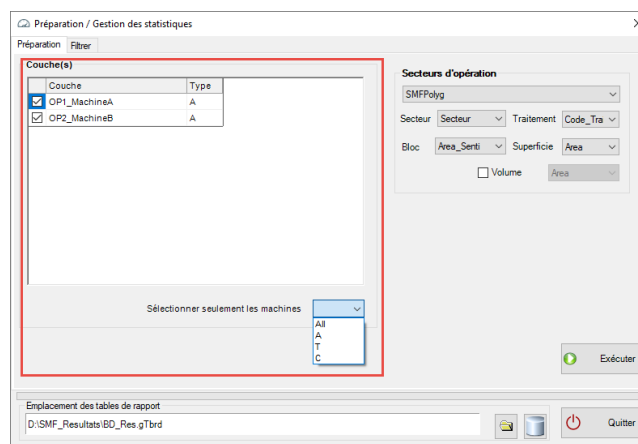 Préparation / Gestion des statistiques
Préparation Filtrer
Couche(s)
Couche Type
OP1_MachineA A
OP2_MachineB A
Sélectionner seulement les machines
All
A
T
C
Secteurs d'opération
SMFPolyg
Secteur Secteur Traitement Code_Tra
Bloc Area_Senti Superficie Area
Volume Area
Exécuter
Emplacement des tables de rapport
D:\SMF_Resultats\BD_Res.gTbrd
Quitter